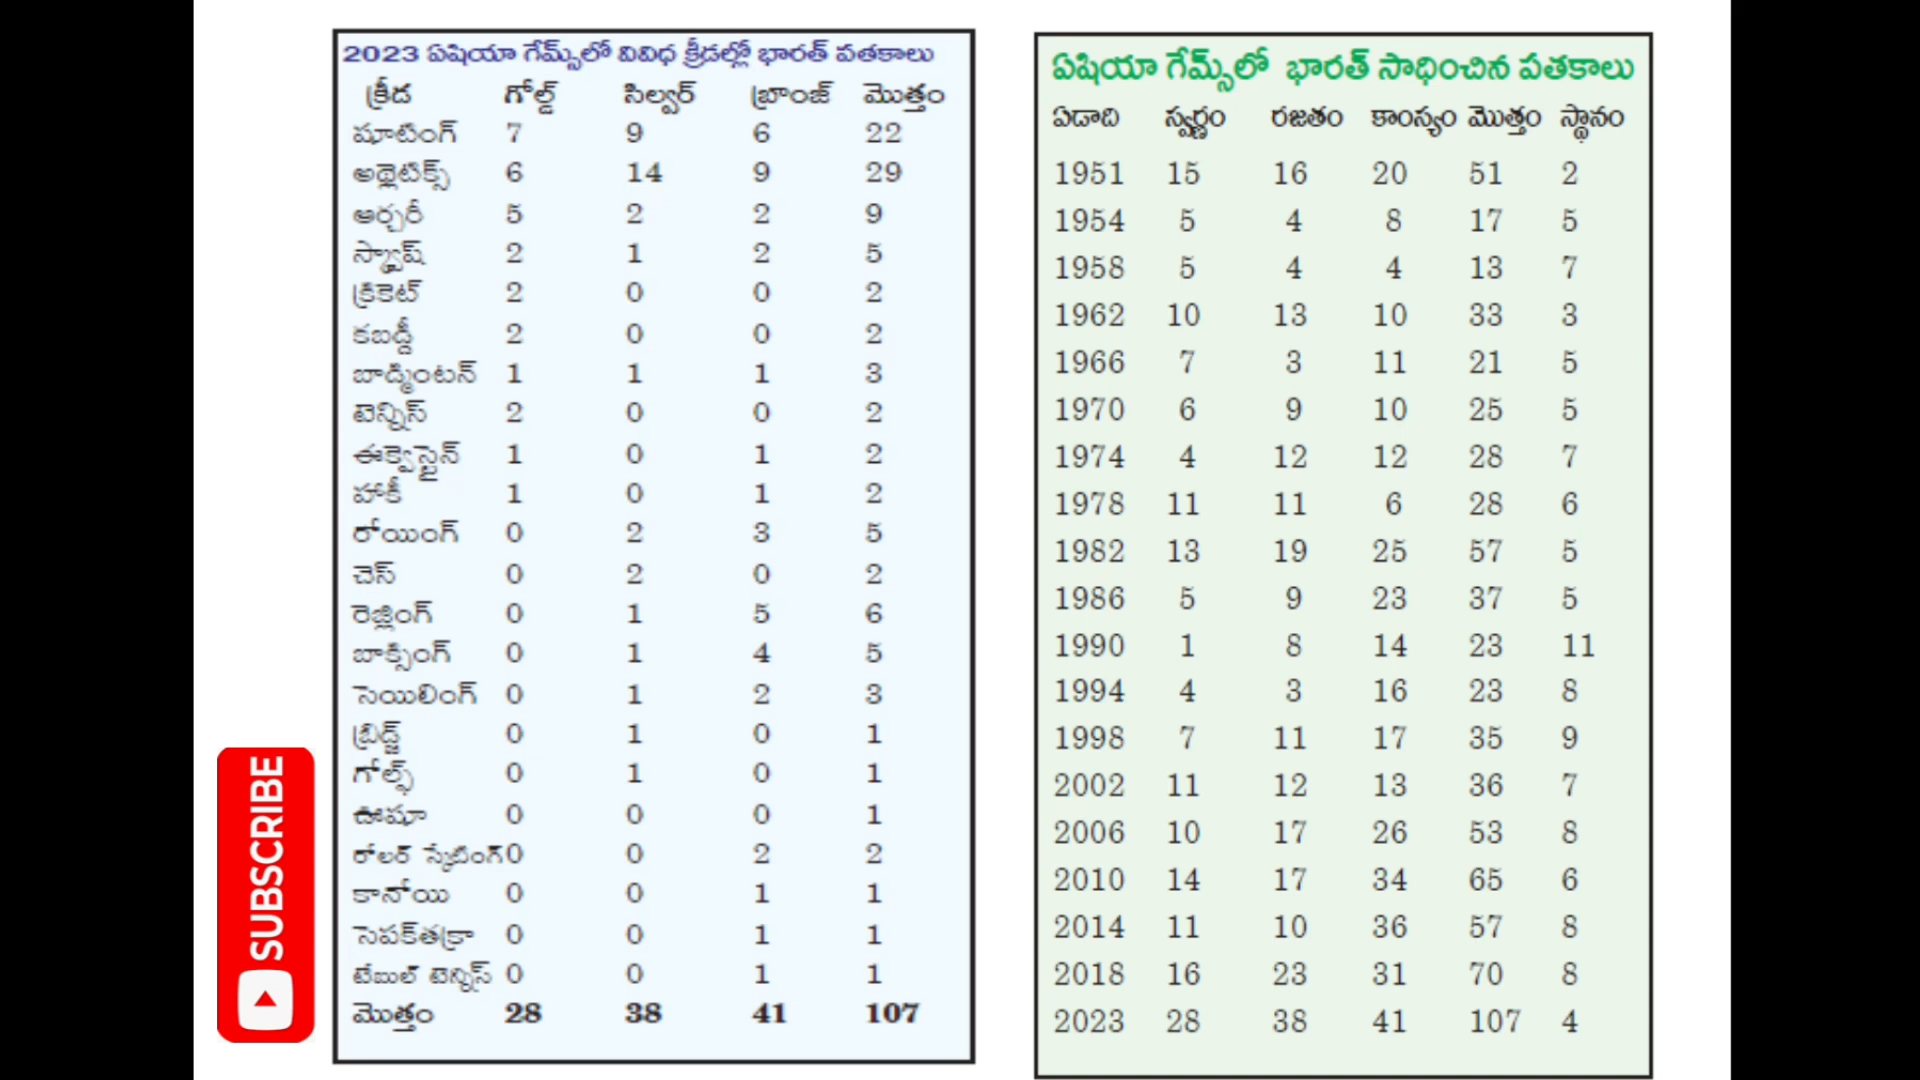 2023 ఏషియా గేమ్స్‌లో వివిధ క్రీడల్లో భారత్ పతకాలు
క్రీడ గోల్డ్ సిల్వర్ బ్రాంజ్ మొత్తం
షూటింగ్ 7 9 6 22
అథ్లెటిక్స్ 6 14 9 29
ఆర్చరీ 5 2 2 9
స్క్వాష్ 2 1 2 5
క్రికెట్ 2 0 0 2
కబడ్డీ 2 0 0 2
బాడ్మింటన్ 1 1 1 3
టెన్నిస్ 2 0 0 2
ఈక్వెస్ట్రైన్ 1 0 1 2
హాకీ 1 0 1 2
రోయింగ్ 0 2 3 5
చెస్ 0 2 0 2
రెజ్లింగ్ 0 1 5 6
బాక్సింగ్ 0 1 4 5
సెయిలింగ్ 0 1 2 3
బ్రిడ్జ్ 0 1 0 1
గోల్ఫ్ 0 1 0 1
ఊషూ 0 0 0 1
రోలర్ స్కేటింగ్ 0 0 2 2
కానోయి 0 0 1 1
సెపక్‌తక్రా 0 0 1 1
టేబుల్ టెన్నిస్ 0 0 1 1
మొత్తం 28 38 41 107
ఏషియా గేమ్స్‌లో భారత్ సాధించిన పతకాలు
ఏడాది స్వర్ణం రజతం కాంస్యం మొత్తం స్థానం
1951 15 16 20 51 2
1954 5 4 8 17 5
1958 5 4 4 13 7
1962 10 13 10 33 3
1966 7 3 11 21 5
1970 6 9 10 25 5
1974 4 12 12 28 7
1978 11 11 6 28 6
1982 13 19 25 57 5
1986 5 9 23 37 5
1990 1 8 14 23 11
1994 4 3 16 23 8
1998 7 11 17 35 9
2002 11 12 13 36 7
2006 10 17 26 53 8
2010 14 17 34 65 6
2014 11 10 36 57 8
2018 16 23 31 70 8
2023 28 38 41 107 4
SUBSCRIBE